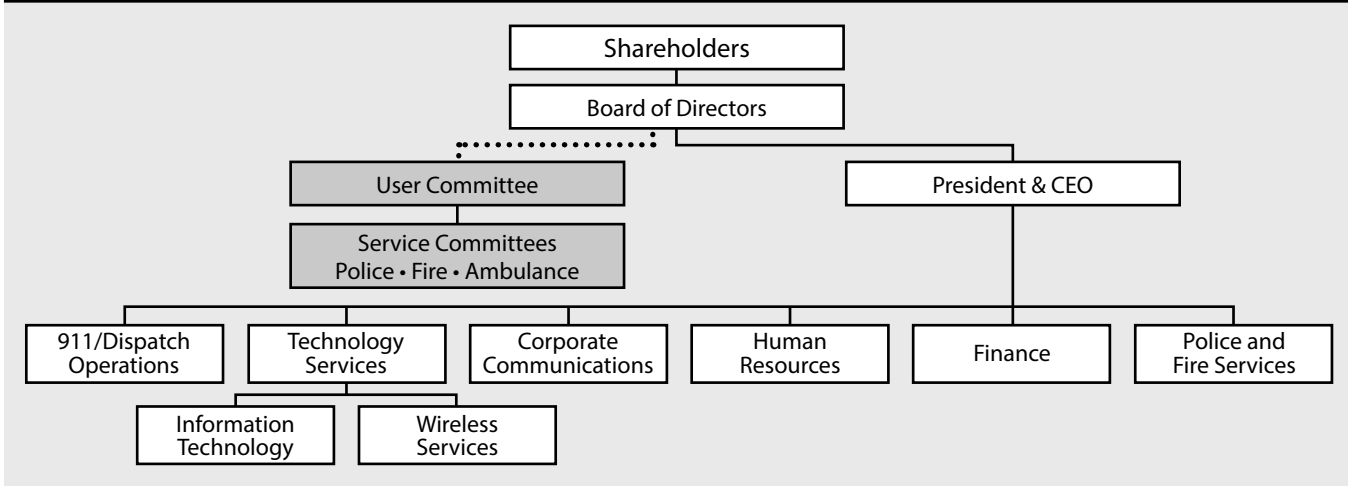 Shareholders
Board of Directors
User Committee
President & CEO
Service Committees
Police • Fire • Ambulance
911/Dispatch
Operations
Technology
Services
Corporate
Communications
Human
Resources
Finance
Police and
Fire Services
Information
Technology
Wireless
Services